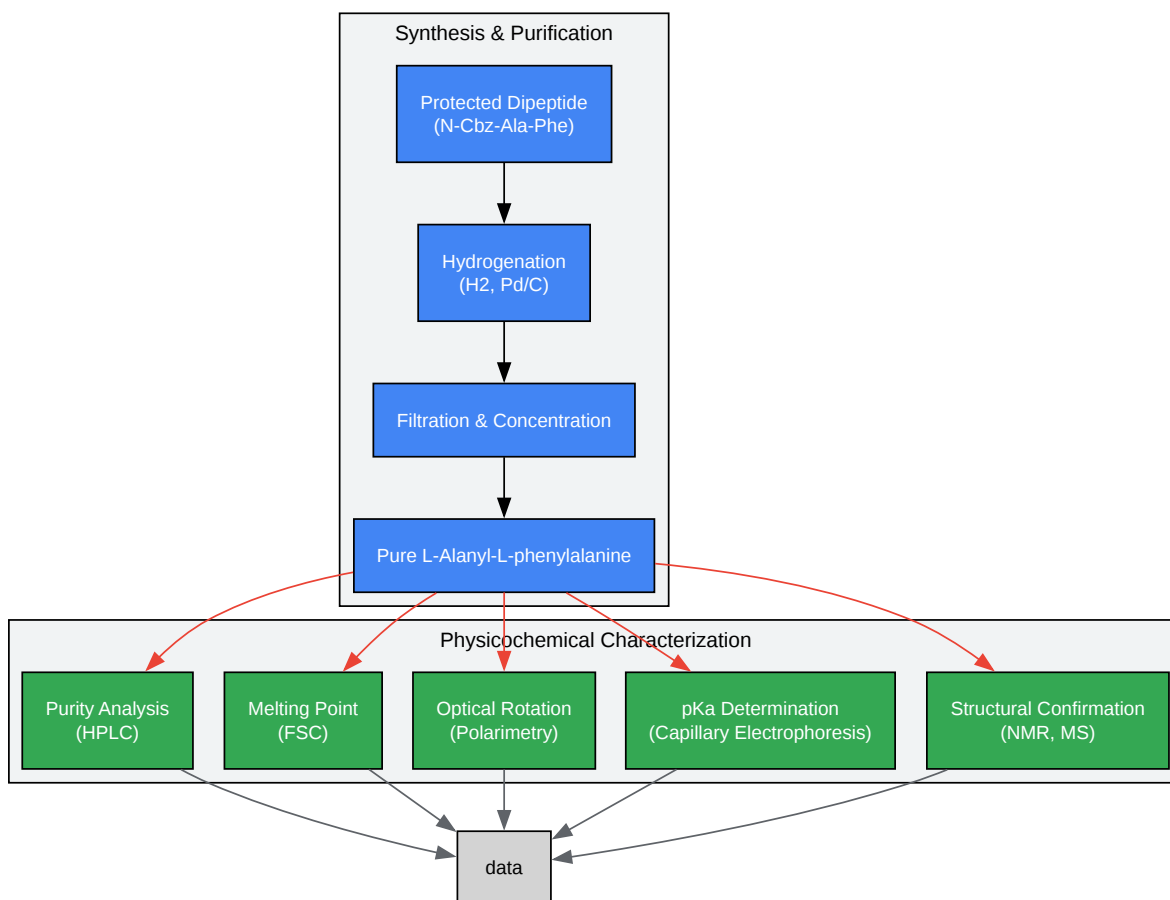 Synthesis & Purification
Protected Dipeptide
(N-Cbz-Ala-Phe)
Hydrogenation
(H2, Pd/C)
Filtration & Concentration
Pure L-Alanyl-L-phenylalanine
Physicochemical Characterization
Purity Analysis
(HPLC)
Melting Point
(FSC)
Optical Rotation
(Polarimetry)
pKa Determination
(Capillary Electrophoresis)
Structural Confirmation
(NMR, MS)
data